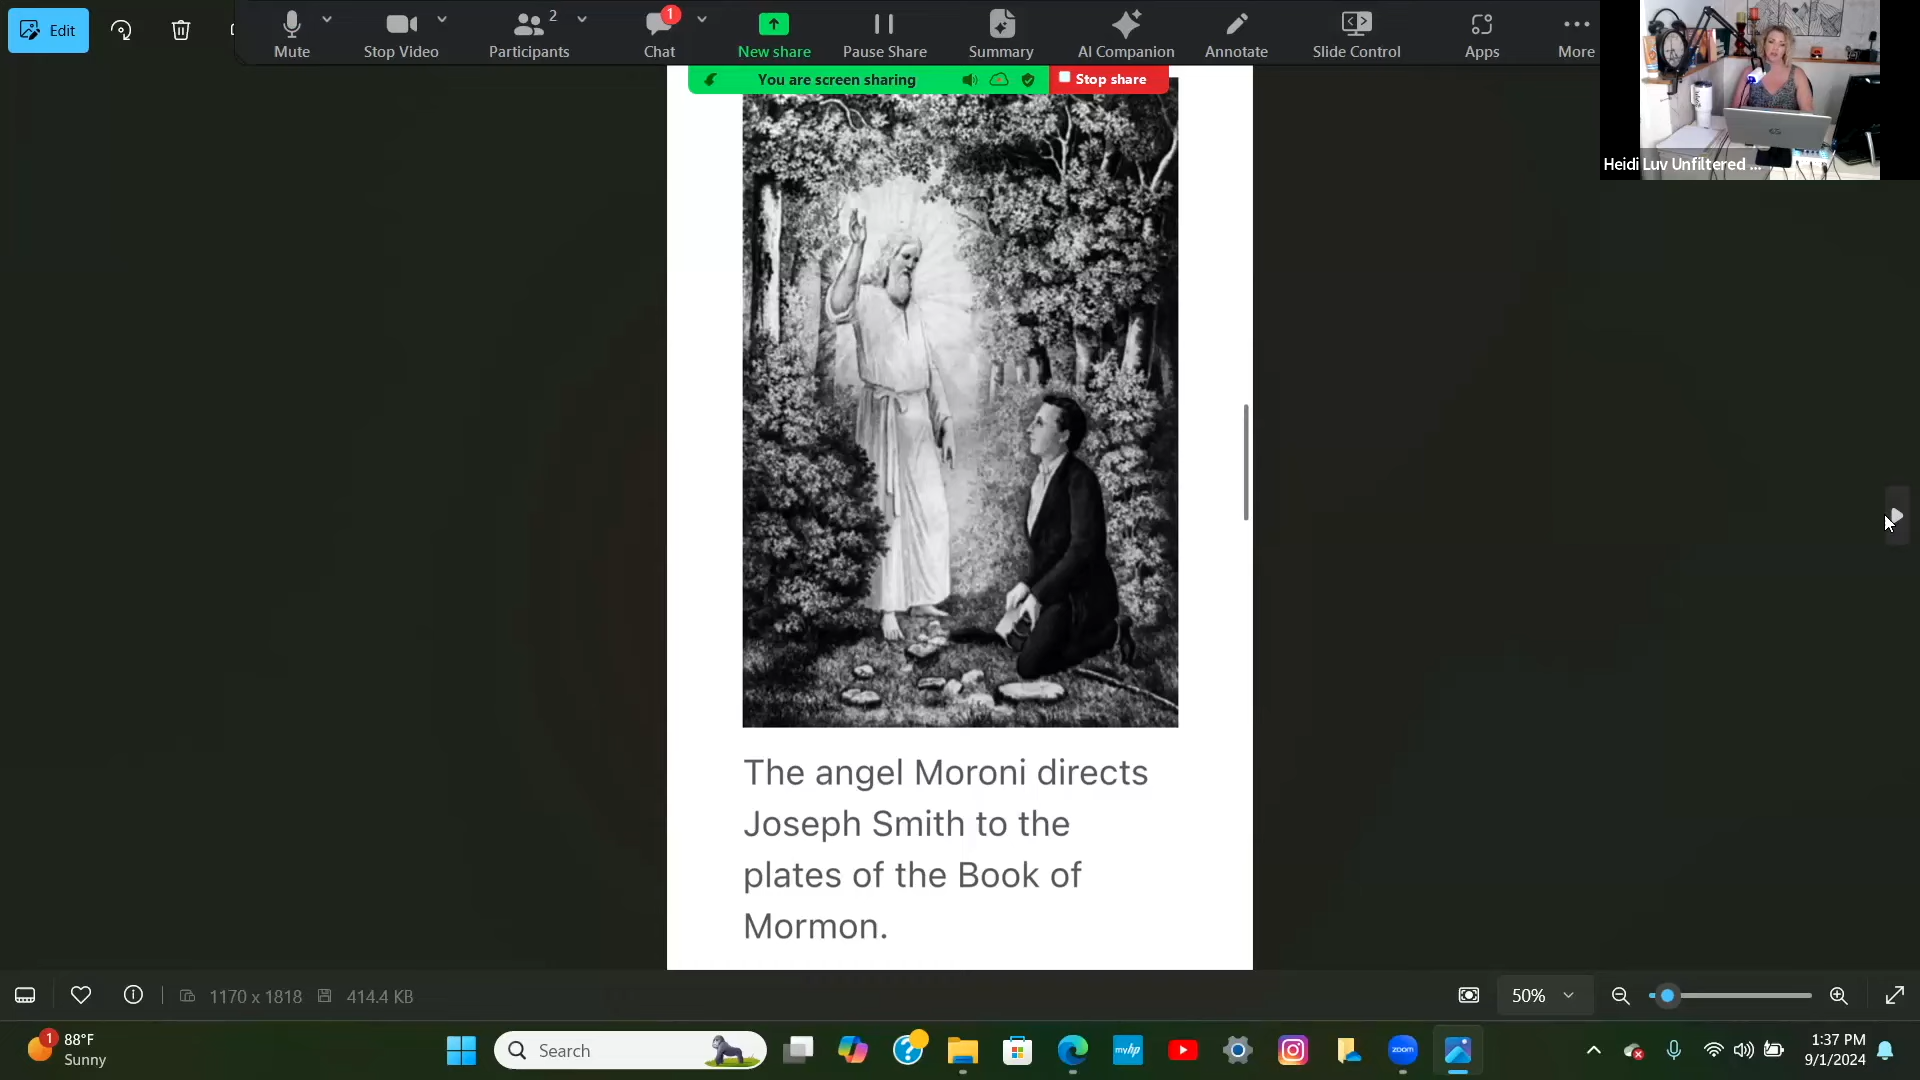 Edit
Mute
Stop Video
Participants
2
Chat
1
New share
Pause Share
Summary
AI Companion
Annotate
Slide Control
Apps
More
You are screen sharing
Stop share
Heidi Luv Unfiltered ...
The angel Moroni directs
Joseph Smith to the
plates of the Book of
Mormon.
1170 x 1818
414.4 KB
50%
1
88°F
Sunny
Search
myhp
zoom
1:37 PM
9/1/2024